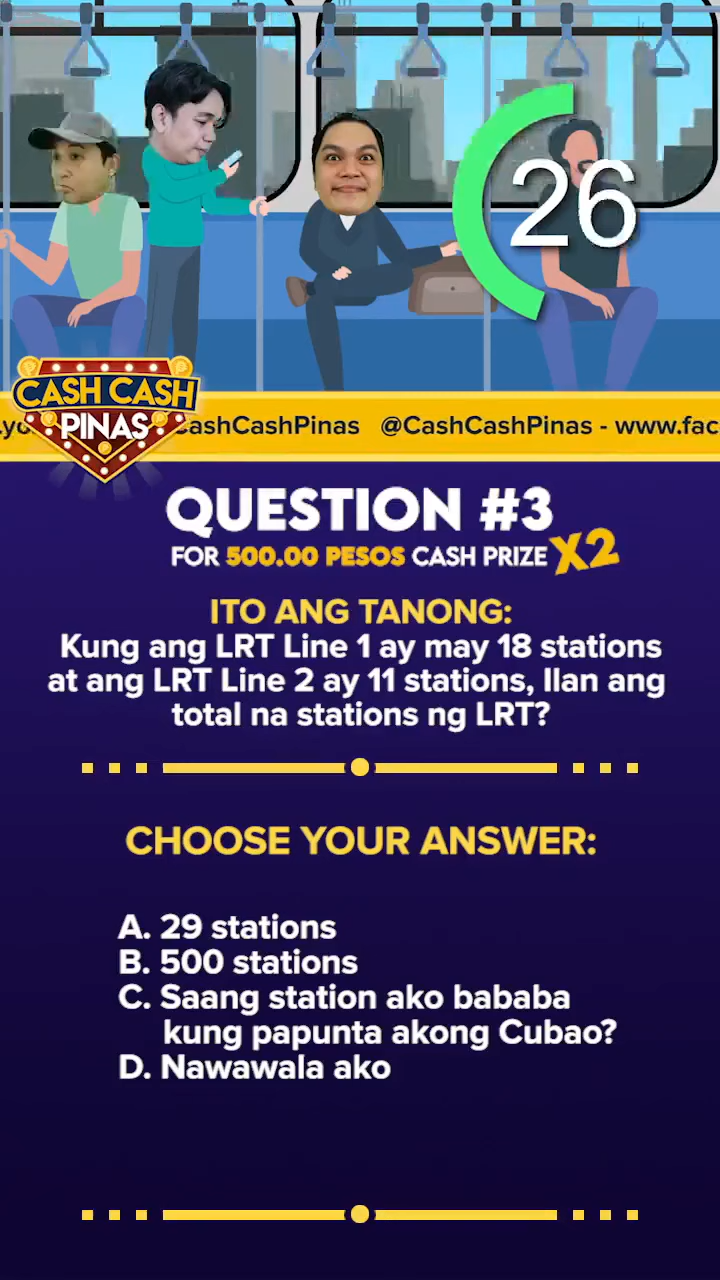 26
CASH CASH
PINAS
CashCashPinas @CashCashPinas - www.fac
QUESTION #3
FOR 500.00 PESOS CASH PRIZE X2
ITO ANG TANONG:
Kung ang LRT Line 1 ay may 18 stations
at ang LRT Line 2 ay 11 stations, Ilan ang
total na stations ng LRT?
CHOOSE YOUR ANSWER:
A. 29 stations
B. 500 stations
C. Saang station ako bababa
kung papunta akong Cubao?
D. Nawawala ako